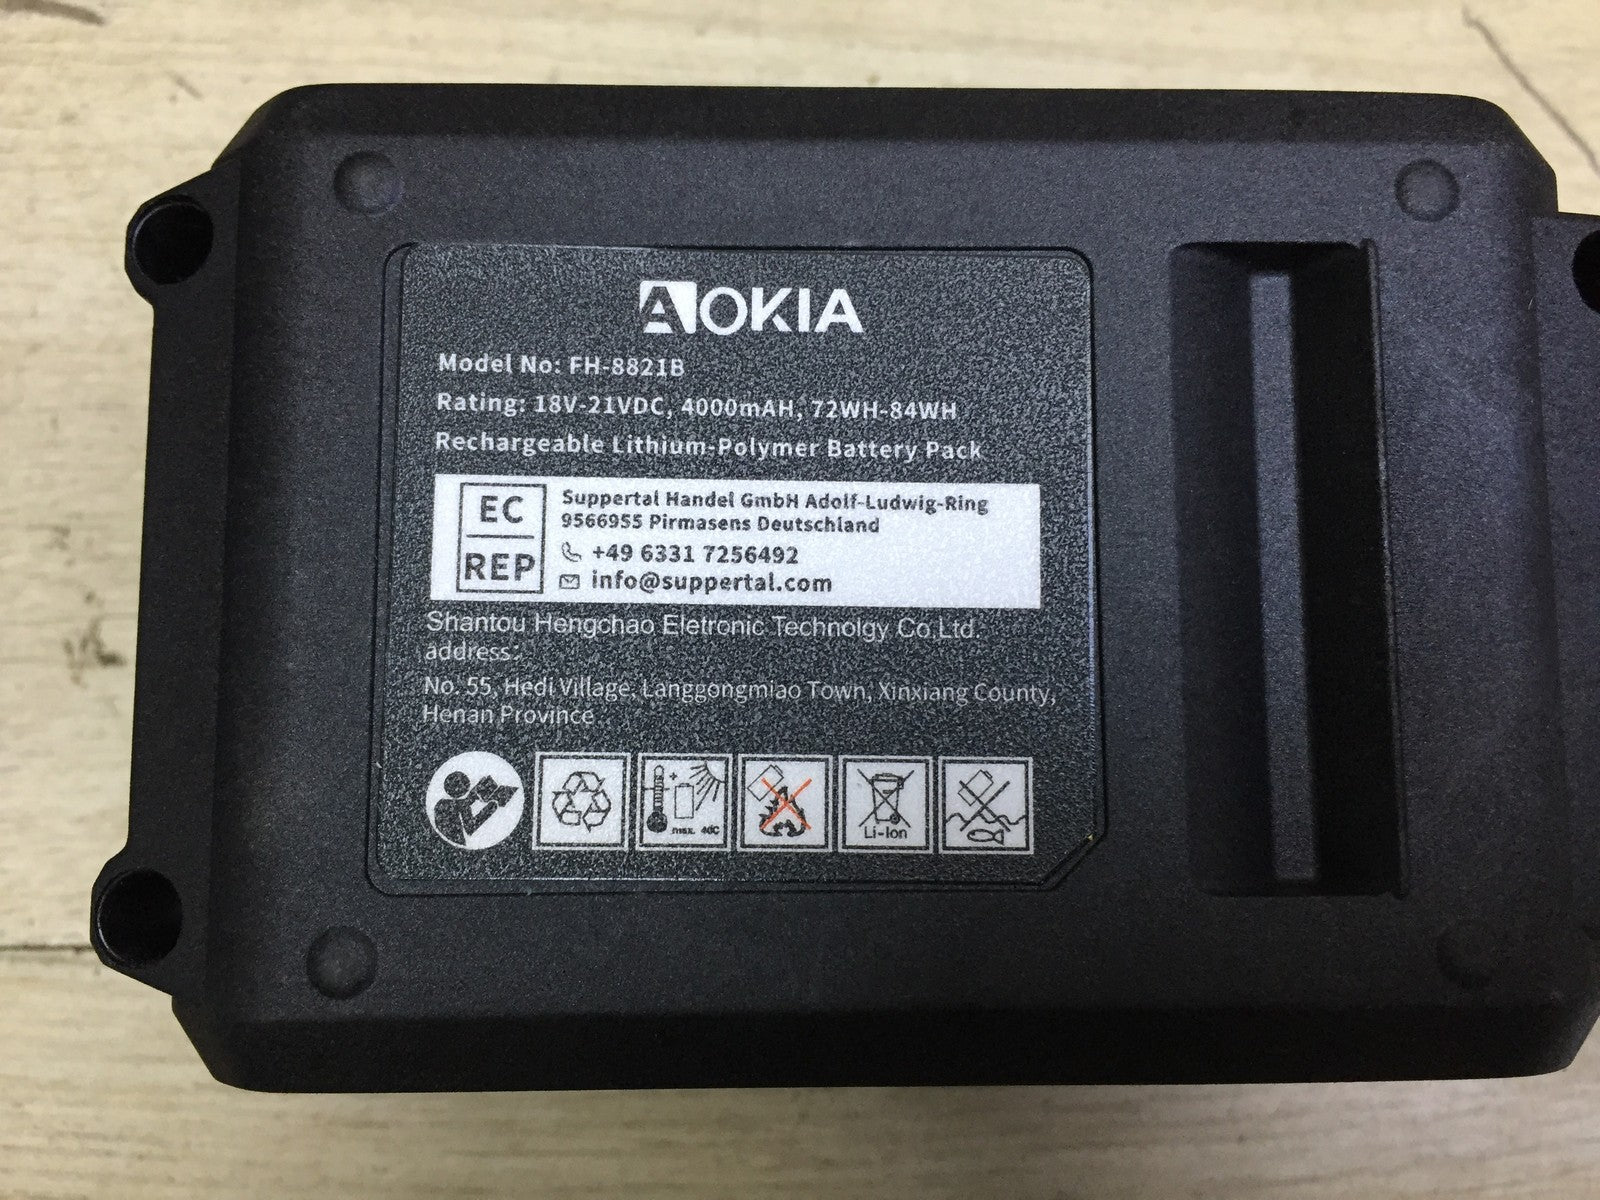 AOKIA
Model No: FH-8821B
Rating: 18V-21VDC, 4000mAH, 72WH-84WH
Rechargeable Lithium-Polymer Battery Pack
EC
REP
Suppertal Handel GmbH Adolf-Ludwig-Ring
9566955 Pirmasens Deutschland
+49 6331 7256492
info@suppertal.com
Shantou Hengchao Eletronic Technolgy Co.Ltd.
address:
No. 55, Hedi Village, Langgongmiao Town, Xinxiang County,
Henan Province
+
max. 40C
Li-Ion